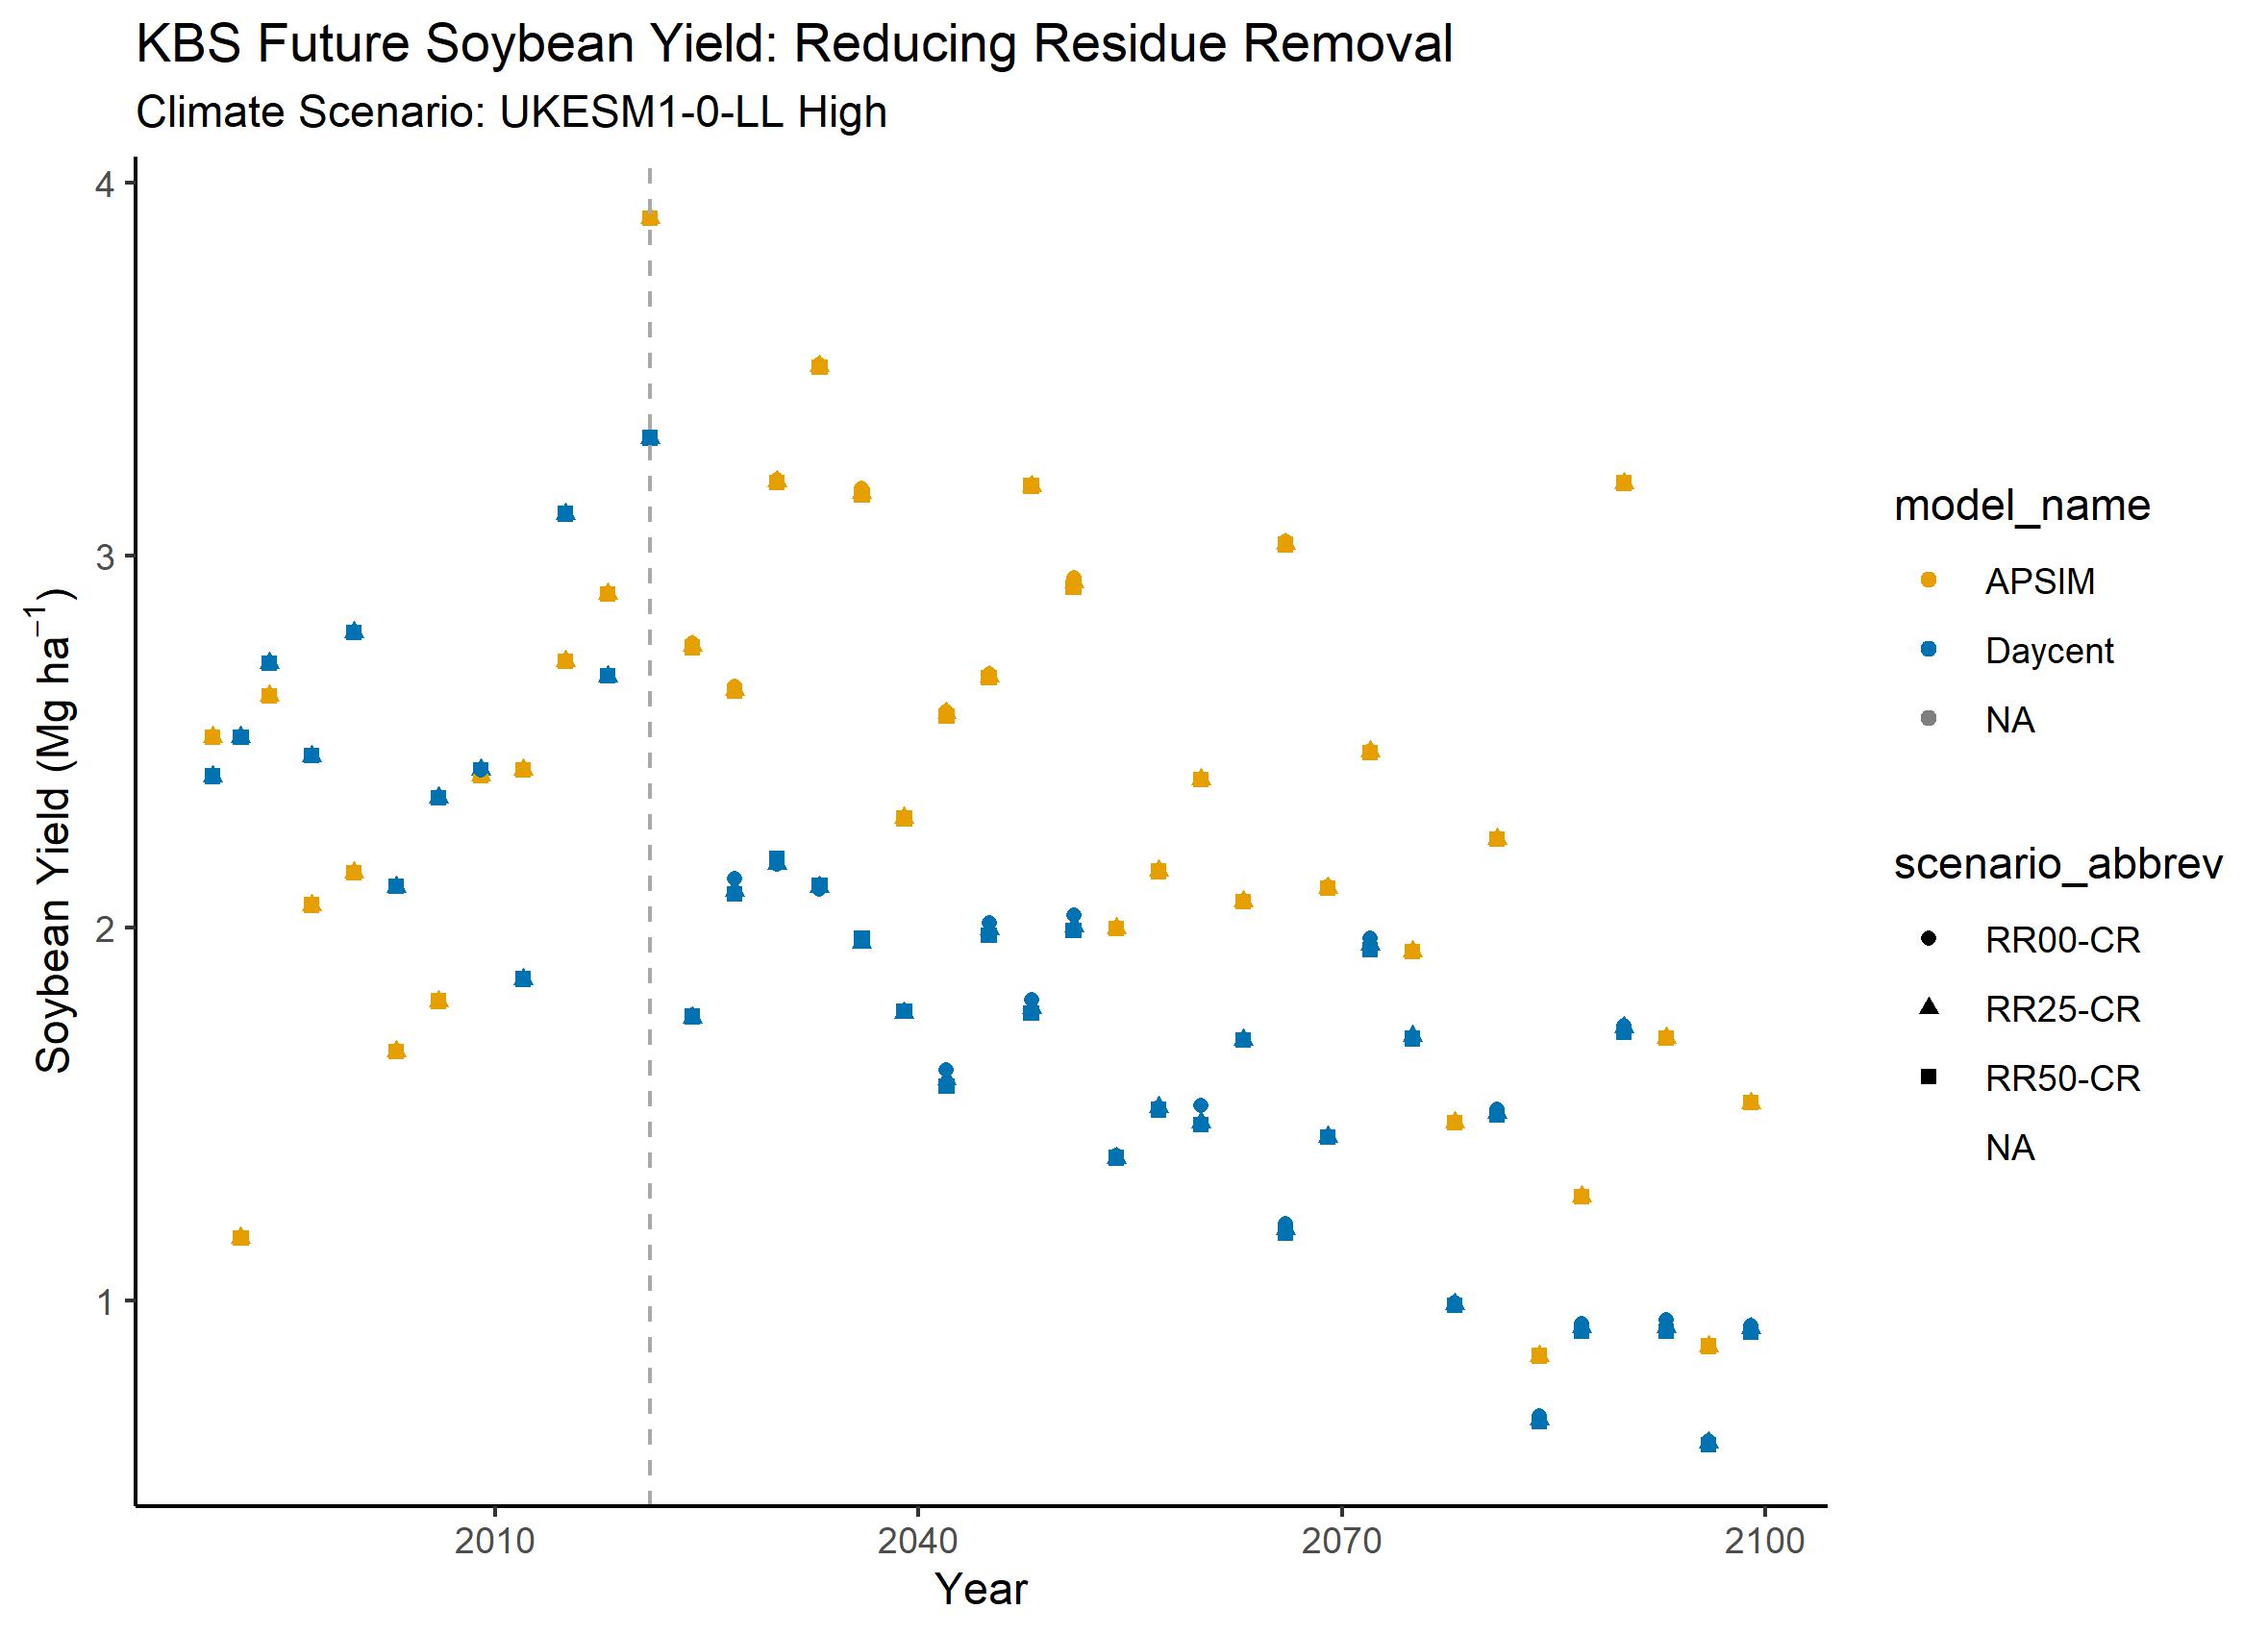 KBS Future Soybean Yield: Reducing Residue Removal
Climate Scenario: UKESM1-0-LL High
Soybean Yield (Mg ha⁻¹)
4
3
2
1
2010
2040
2070
2100
Year
model_name
APSIM
Daycent
NA
scenario_abbrev
RR00-CR
RR25-CR
RR50-CR
NA